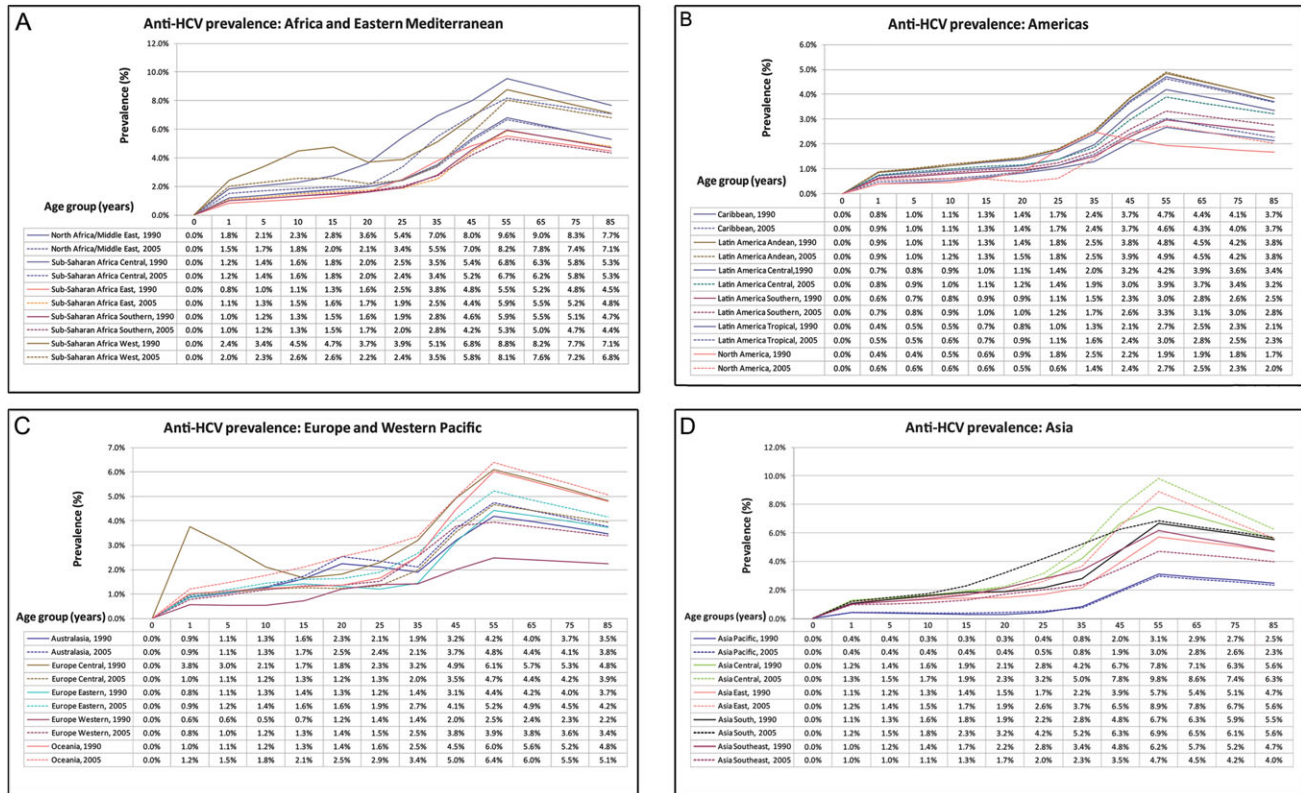 A
Anti-HCV prevalence: Africa and Eastern Mediterranean
Prevalence (%)
12.0%
10.0%
8.0%
6.0%
4.0%
2.0%
0.0%
Age group (years)
0 1 5 10 15 20 25 35 45 55 65 75 85
North Africa/Middle East, 1990 0.0% 1.8% 2.1% 2.3% 2.8% 3.6% 5.4% 7.0% 8.0% 9.6% 9.0% 8.3% 7.7%
North Africa/Middle East, 2005 0.0% 1.5% 1.7% 1.8% 2.0% 2.1% 3.4% 5.5% 7.0% 8.2% 7.8% 7.4% 7.1%
Sub-Saharan Africa Central, 1990 0.0% 1.2% 1.4% 1.6% 1.8% 2.0% 2.5% 3.5% 5.4% 6.8% 6.3% 5.8% 5.3%
Sub-Saharan Africa Central, 2005 0.0% 1.2% 1.4% 1.6% 1.8% 2.0% 2.4% 3.4% 5.2% 6.7% 6.2% 5.8% 5.3%
Sub-Saharan Africa East, 1990 0.0% 0.8% 1.0% 1.1% 1.3% 1.6% 2.5% 3.8% 4.8% 5.5% 5.2% 4.8% 4.5%
Sub-Saharan Africa East, 2005 0.0% 1.1% 1.3% 1.5% 1.6% 1.7% 1.9% 2.5% 4.4% 5.9% 5.5% 5.2% 4.8%
Sub-Saharan Africa Southern, 1990 0.0% 1.0% 1.2% 1.3% 1.5% 1.6% 1.9% 2.8% 4.6% 5.9% 5.5% 5.1% 4.7%
Sub-Saharan Africa Southern, 2005 0.0% 1.0% 1.2% 1.3% 1.5% 1.7% 2.0% 2.8% 4.2% 5.3% 5.0% 4.7% 4.4%
Sub-Saharan Africa West, 1990 0.0% 2.4% 3.4% 4.5% 4.7% 3.7% 3.9% 5.1% 6.8% 8.8% 8.2% 7.7% 7.1%
Sub-Saharan Africa West, 2005 0.0% 2.0% 2.3% 2.6% 2.6% 2.2% 2.4% 3.5% 5.8% 8.1% 7.6% 7.2% 6.8%
B
Anti-HCV prevalence: Americas
Prevalence (%)
6.0%
5.0%
4.0%
3.0%
2.0%
1.0%
0.0%
Age group (years)
0 1 5 10 15 20 25 35 45 55 65 75 85
Caribbean, 1990 0.0% 0.8% 1.0% 1.1% 1.3% 1.4% 1.7% 2.4% 3.7% 4.7% 4.4% 4.1% 3.7%
Caribbean, 2005 0.0% 0.9% 1.0% 1.1% 1.3% 1.4% 1.7% 2.4% 3.7% 4.6% 4.3% 4.0% 3.7%
Latin America Andean, 1990 0.0% 0.9% 1.0% 1.1% 1.3% 1.4% 1.8% 2.5% 3.8% 4.8% 4.5% 4.2% 3.8%
Latin America Andean, 2005 0.0% 0.9% 1.0% 1.2% 1.3% 1.5% 1.8% 2.5% 3.9% 4.9% 4.5% 4.2% 3.8%
Latin America Central,1990 0.0% 0.7% 0.8% 0.9% 1.0% 1.1% 1.4% 2.0% 3.2% 4.2% 3.9% 3.6% 3.4%
Latin America Central, 2005 0.0% 0.8% 0.9% 1.0% 1.1% 1.2% 1.4% 1.9% 3.0% 3.9% 3.7% 3.4% 3.2%
Latin America Southern, 1990 0.0% 0.6% 0.7% 0.8% 0.9% 0.9% 1.1% 1.5% 2.3% 3.0% 2.8% 2.6% 2.5%
Latin America Southern, 2005 0.0% 0.7% 0.8% 0.9% 1.0% 1.0% 1.2% 1.7% 2.6% 3.3% 3.1% 3.0% 2.8%
Latin America Tropical, 1990 0.0% 0.4% 0.5% 0.5% 0.7% 0.8% 1.0% 1.3% 2.1% 2.7% 2.5% 2.3% 2.1%
Latin America Tropical, 2005 0.0% 0.5% 0.5% 0.6% 0.7% 0.9% 1.1% 1.6% 2.4% 3.0% 2.8% 2.5% 2.3%
North America, 1990 0.0% 0.4% 0.4% 0.5% 0.6% 0.9% 1.8% 2.5% 2.2% 1.9% 1.9% 1.8% 1.7%
North America, 2005 0.0% 0.6% 0.6% 0.6% 0.6% 0.5% 0.6% 1.4% 2.4% 2.7% 2.5% 2.3% 2.0%
C
Anti-HCV prevalence: Europe and Western Pacific
Prevalence (%)
7.0%
6.0%
5.0%
4.0%
3.0%
2.0%
1.0%
0.0%
Age group (years)
0 1 5 10 15 20 25 35 45 55 65 75 85
Australasia, 1990 0.0% 0.9% 1.1% 1.3% 1.6% 2.3% 2.1% 1.9% 3.2% 4.2% 4.0% 3.7% 3.5%
Australasia, 2005 0.0% 0.9% 1.1% 1.3% 1.7% 2.5% 2.4% 2.1% 3.7% 4.8% 4.4% 4.1% 3.8%
Europe Central, 1990 0.0% 3.8% 3.0% 2.1% 1.7% 1.8% 2.3% 3.2% 4.9% 6.1% 5.7% 5.3% 4.8%
Europe Central, 2005 0.0% 1.0% 1.1% 1.2% 1.3% 1.2% 1.3% 2.0% 3.5% 4.7% 4.4% 4.2% 3.9%
Europe Eastern, 1990 0.0% 0.8% 1.1% 1.3% 1.4% 1.3% 1.2% 1.4% 3.1% 4.4% 4.2% 4.0% 3.7%
Europe Eastern, 2005 0.0% 0.9% 1.2% 1.4% 1.6% 1.6% 1.9% 2.7% 4.1% 5.2% 4.9% 4.5% 4.2%
Europe Western, 1990 0.0% 0.6% 0.6% 0.5% 0.7% 1.2% 1.4% 1.4% 2.0% 2.5% 2.4% 2.3% 2.2%
Europe Western, 2005 0.0% 0.8% 1.0% 1.2% 1.3% 1.4% 1.5% 2.5% 3.8% 3.9% 3.8% 3.6% 3.4%
Oceania, 1990 0.0% 1.0% 1.1% 1.2% 1.3% 1.4% 1.6% 2.5% 4.5% 6.0% 5.6% 5.2% 4.8%
Oceania, 2005 0.0% 1.2% 1.5% 1.8% 2.1% 2.5% 2.9% 3.4% 5.0% 6.4% 6.0% 5.5% 5.1%
D
Anti-HCV prevalence: Asia
Prevalence (%)
12.0%
10.0%
8.0%
6.0%
4.0%
2.0%
0.0%
Age groups (years)
0 1 5 10 15 20 25 35 45 55 65 75 85
Asia Pacific, 1990 0.0% 0.4% 0.4% 0.3% 0.3% 0.3% 0.4% 0.8% 2.0% 3.1% 2.9% 2.7% 2.5%
Asia Pacific, 2005 0.0% 0.4% 0.4% 0.4% 0.4% 0.4% 0.5% 0.8% 1.9% 3.0% 2.8% 2.6% 2.3%
Asia Central, 1990 0.0% 1.2% 1.4% 1.6% 1.9% 2.1% 2.8% 4.2% 6.7% 7.8% 7.1% 6.3% 5.6%
Asia Central, 2005 0.0% 1.3% 1.5% 1.7% 1.9% 2.3% 3.2% 5.0% 7.8% 9.8% 8.6% 7.4% 6.3%
Asia East, 1990 0.0% 1.1% 1.2% 1.3% 1.4% 1.5% 1.7% 2.2% 3.9% 5.7% 5.4% 5.1% 4.7%
Asia East, 2005 0.0% 1.2% 1.4% 1.5% 1.7% 1.9% 2.6% 3.7% 6.5% 8.9% 7.8% 6.7% 5.6%
Asia South, 1990 0.0% 1.1% 1.3% 1.6% 1.8% 1.9% 2.2% 2.8% 4.8% 6.7% 6.3% 5.9% 5.5%
Asia South, 2005 0.0% 1.2% 1.5% 1.8% 2.3% 3.2% 4.2% 5.2% 6.3% 6.9% 6.5% 6.1% 5.6%
Asia Southeast, 1990 0.0% 1.0% 1.2% 1.4% 1.7% 2.2% 2.8% 3.4% 4.8% 6.2% 5.7% 5.2% 4.7%
Asia Southeast, 2005 0.0% 1.0% 1.0% 1.1% 1.3% 1.7% 2.0% 2.3% 3.5% 4.7% 4.5% 4.2% 4.0%